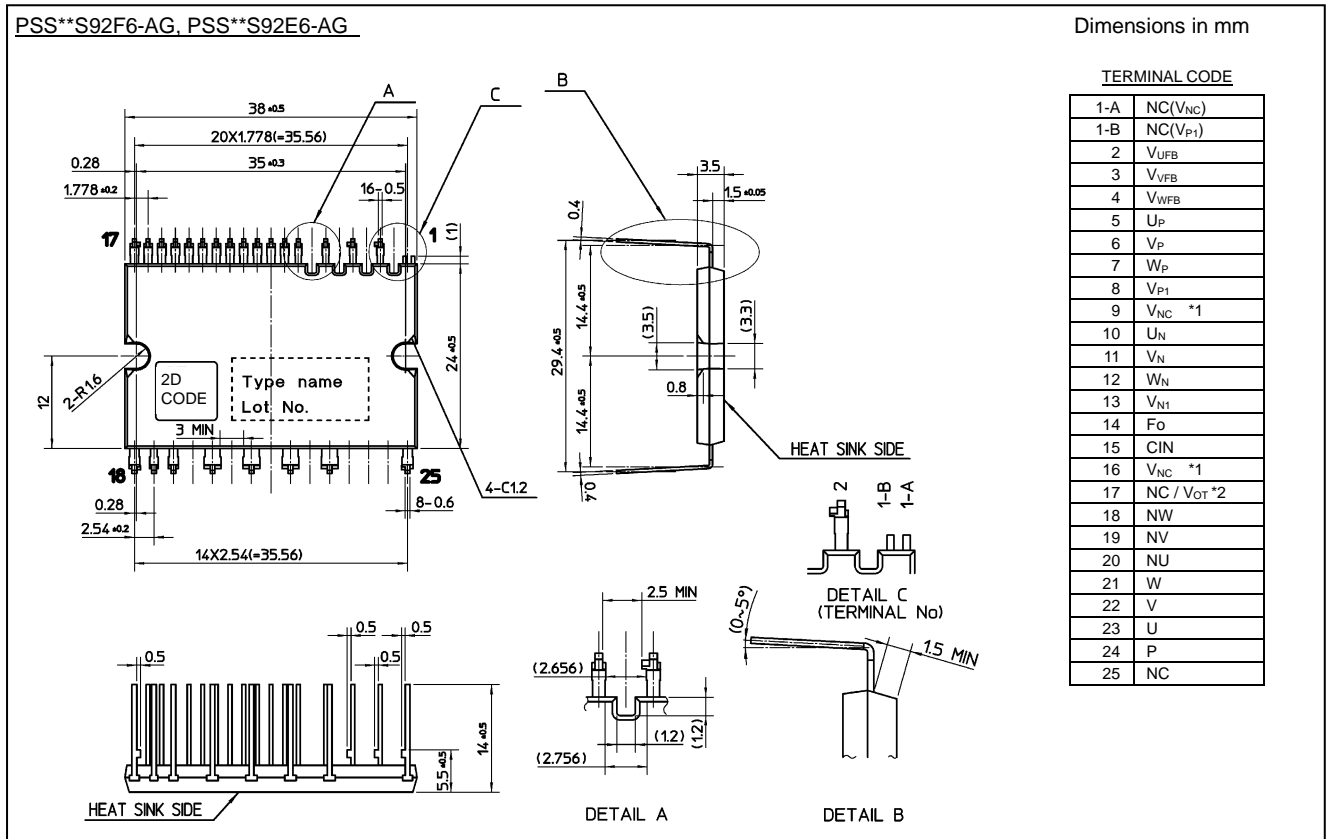 PSS**S92F6-AG, PSS**S92E6-AG
Dimensions in mm
A
C
B
38 ±0.5
20X1.778(=35.56)
35 ±0.3
0.28
1.778 ±0.2
16-0.5
17
1
(1)
2-R1.6
12
2D
CODE
Type name
Lot No.
3 MIN
24 ±0.5
18
25
4-C1.2
0.28
8-0.6
2.54 ±0.2
14X2.54(=35.56)
3.5
1.5 ±0.05
0.4
29.4 ±0.5
14.4 ±0.5
14.4 ±0.5
(3.5)
(3.3)
0.8
0.4
HEAT SINK SIDE
2
1-B
1-A
DETAIL C
(TERMINAL No)
0.5
0.5
0.5
0.5
14 ±0.5
5.5 ±0.5
HEAT SINK SIDE
2.5 MIN
(2.656)
(1.2)
(1.2)
(2.756)
DETAIL A
(0~5°)
1.5 MIN
DETAIL B
TERMINAL CODE
1-A NC(VNC)
1-B NC(VP1)
2 VUFB
3 VVFB
4 VWFB
5 UP
6 VP
7 WP
8 VP1
9 VNC *1
10 UN
11 VN
12 WN
13 VN1
14 Fo
15 CIN
16 VNC *1
17 NC / VOT *2
18 NW
19 NV
20 NU
21 W
22 V
23 U
24 P
25 NC